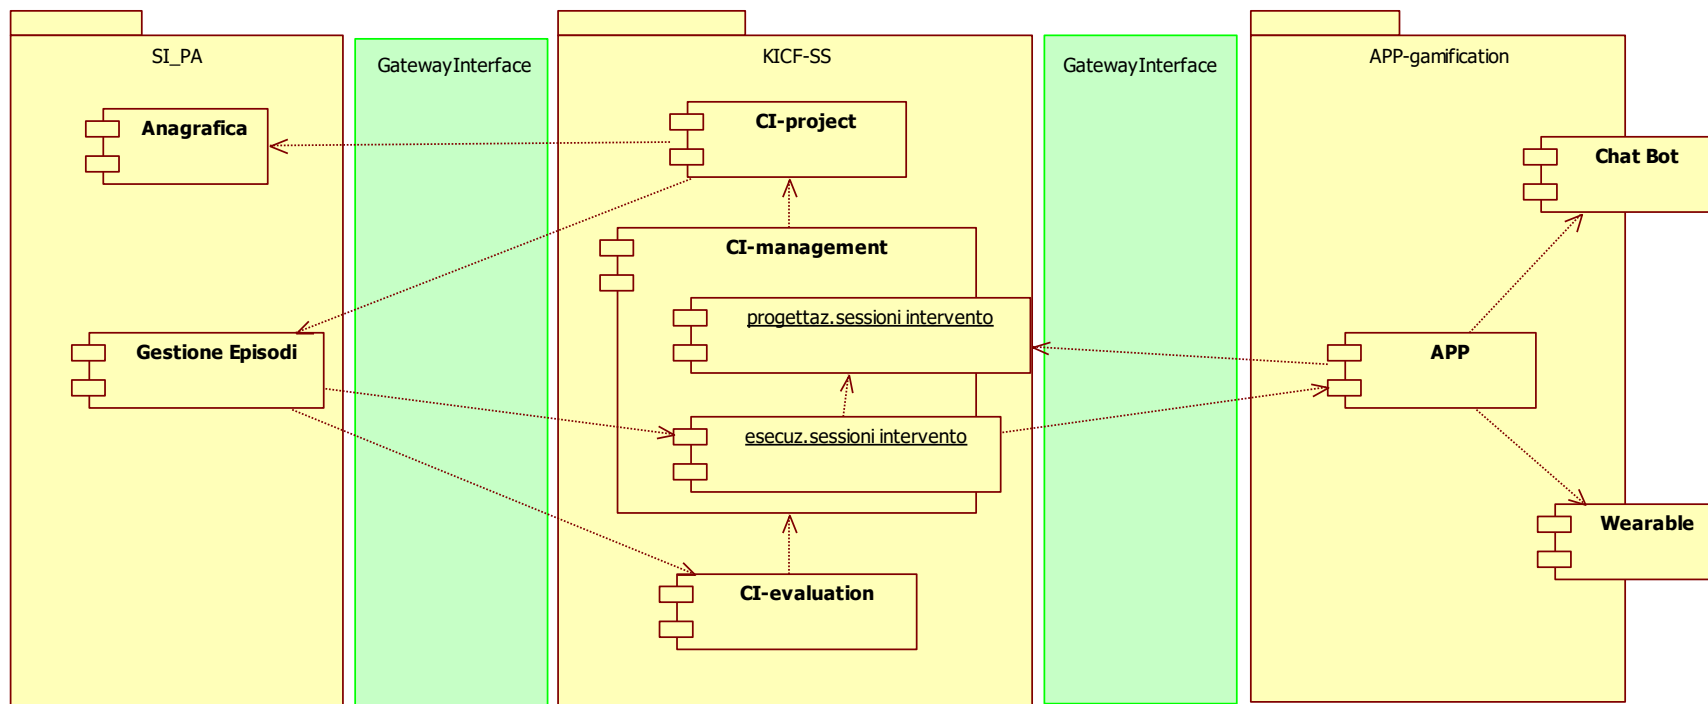 SI_PA
GatewayInterface
KICF-SS
GatewayInterface
APP-gamification
Anagrafica
CI-project
Chat Bot
CI-management
progettaz.sessioni intervento
Gestione Episodi
APP
esecuz.sessioni intervento
Wearable
CI-evaluation